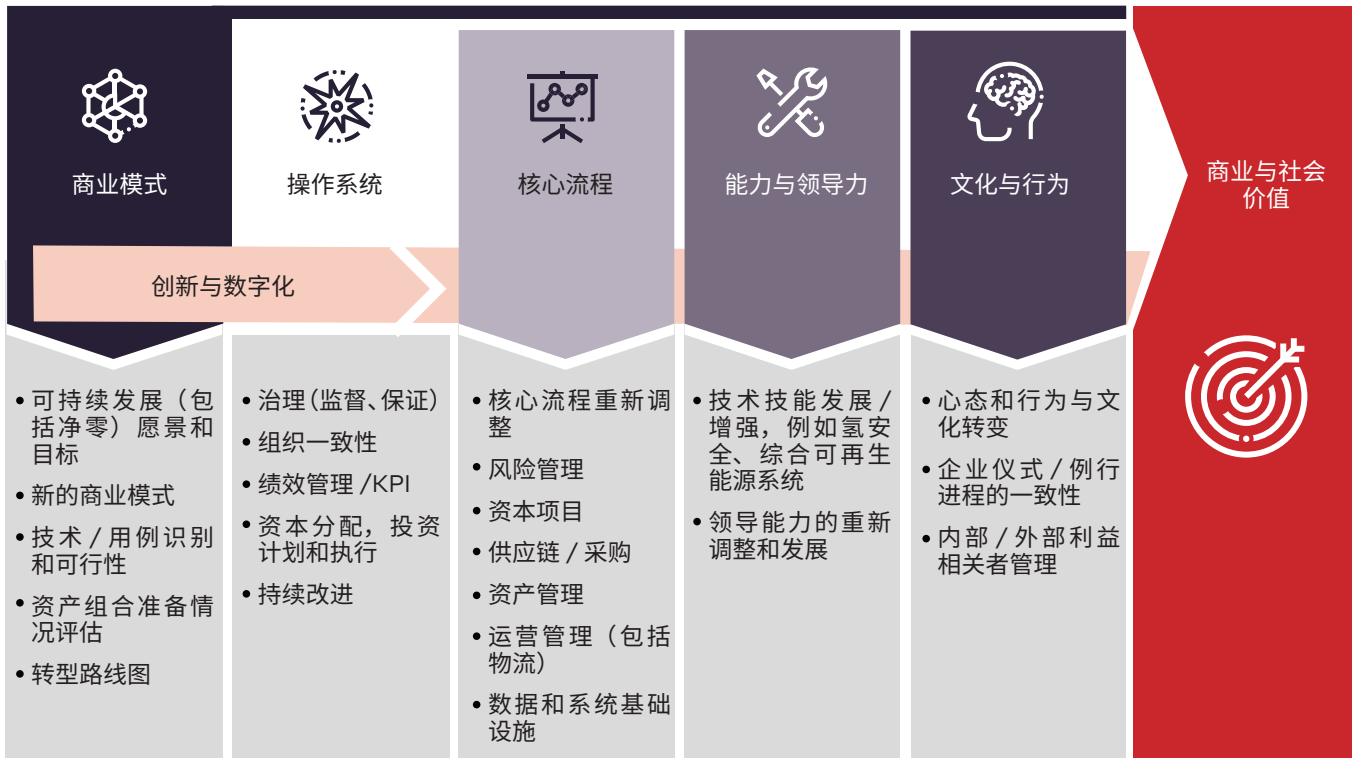 商业模式
操作系统
核心流程
能力与领导力
文化与行为
商业与社会
价值
创新与数字化
• 可持续发展（包
括净零）愿景和
目标
• 新的商业模式
• 技术 / 用例识别
和可行性
• 资产组合准备情
况评估
• 转型路线图
• 治理（监督、保证）
• 组织一致性
• 绩效管理 /KPI
• 资本分配，投资
计划和执行
• 持续改进
• 核心流程重新调
整
• 风险管理
• 资本项目
• 供应链 / 采购
• 资产管理
• 运营管理（包括
物流）
• 数据和系统基础
设施
• 技术技能发展 /
增强，例如氢安
全、综合可再生
能源系统
• 领导能力的重新
调整和发展
• 心态和行为与文
化转变
• 企业仪式 / 例行
进程的一致性
• 内部 / 外部利益
相关者管理